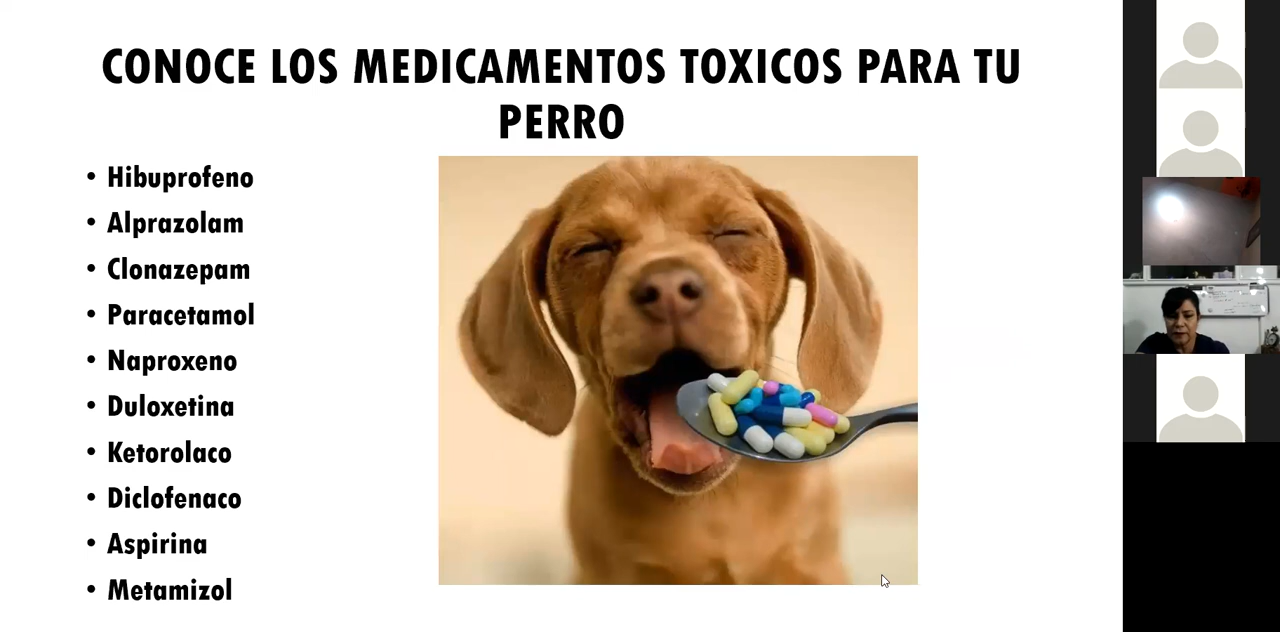 CONOCE LOS MEDICAMENTOS TOXICOS PARA TU
PERRO
• Hibuprofeno
• Alprazolam
• Clonazepam
• Paracetamol
• Naproxeno
• Duloxetina
• Ketorolaco
• Diclofenaco
• Aspirina
• Metamizol